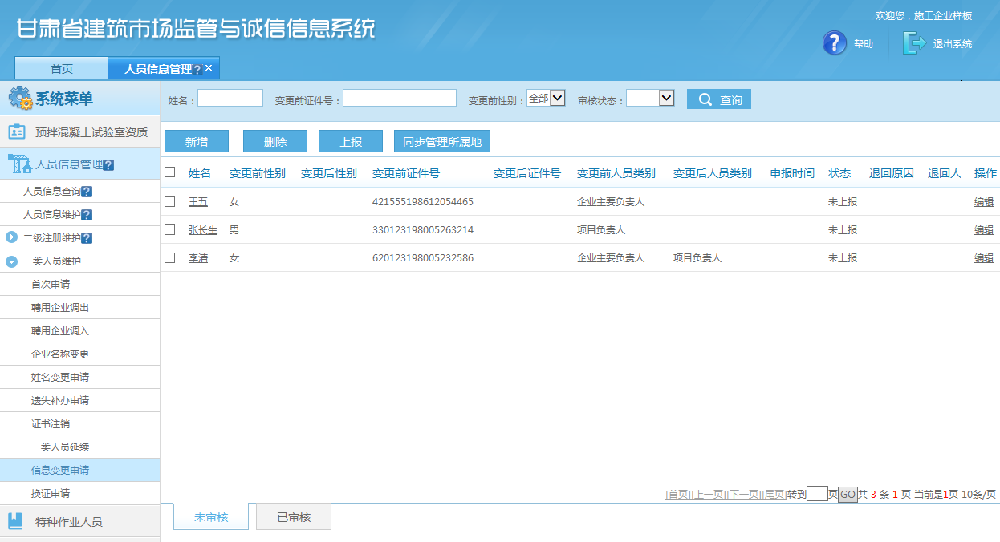 甘肃省建筑市场监管与诚信信息系统
欢迎您，施工企业样板
? 帮助
退出系统
首页
人员信息管理? ×
系统菜单
姓名：
变更前证件号：
变更前性别： 全部
审核状态：
查询
预拌混凝土试验室资质
人员信息管理?
人员信息查询?
人员信息维护?
二级注册维护?
三类人员维护
首次申请
聘用企业调出
聘用企业调入
企业名称变更
姓名变更申请
遗失补办申请
证书注销
三类人员延续
信息变更申请
换证申请
特种作业人员
新增 删除 上报 同步管理所属地
姓名 变更前性别 变更后性别 变更前证件号 变更后证件号 变更前人员类别 变更后人员类别 申报时间 状态 退回原因 退回人 操作
王五 女 421555198612054465 企业主要负责人 未上报 编辑
张长生 男 330123198005263214 项目负责人 未上报 编辑
李清 女 620123198005232586 企业主要负责人 项目负责人 未上报 编辑
[首页][上一页][下一页][尾页]转到 页 GO 共 3 条 1 页 当前是1页 10条/页
未审核 已审核